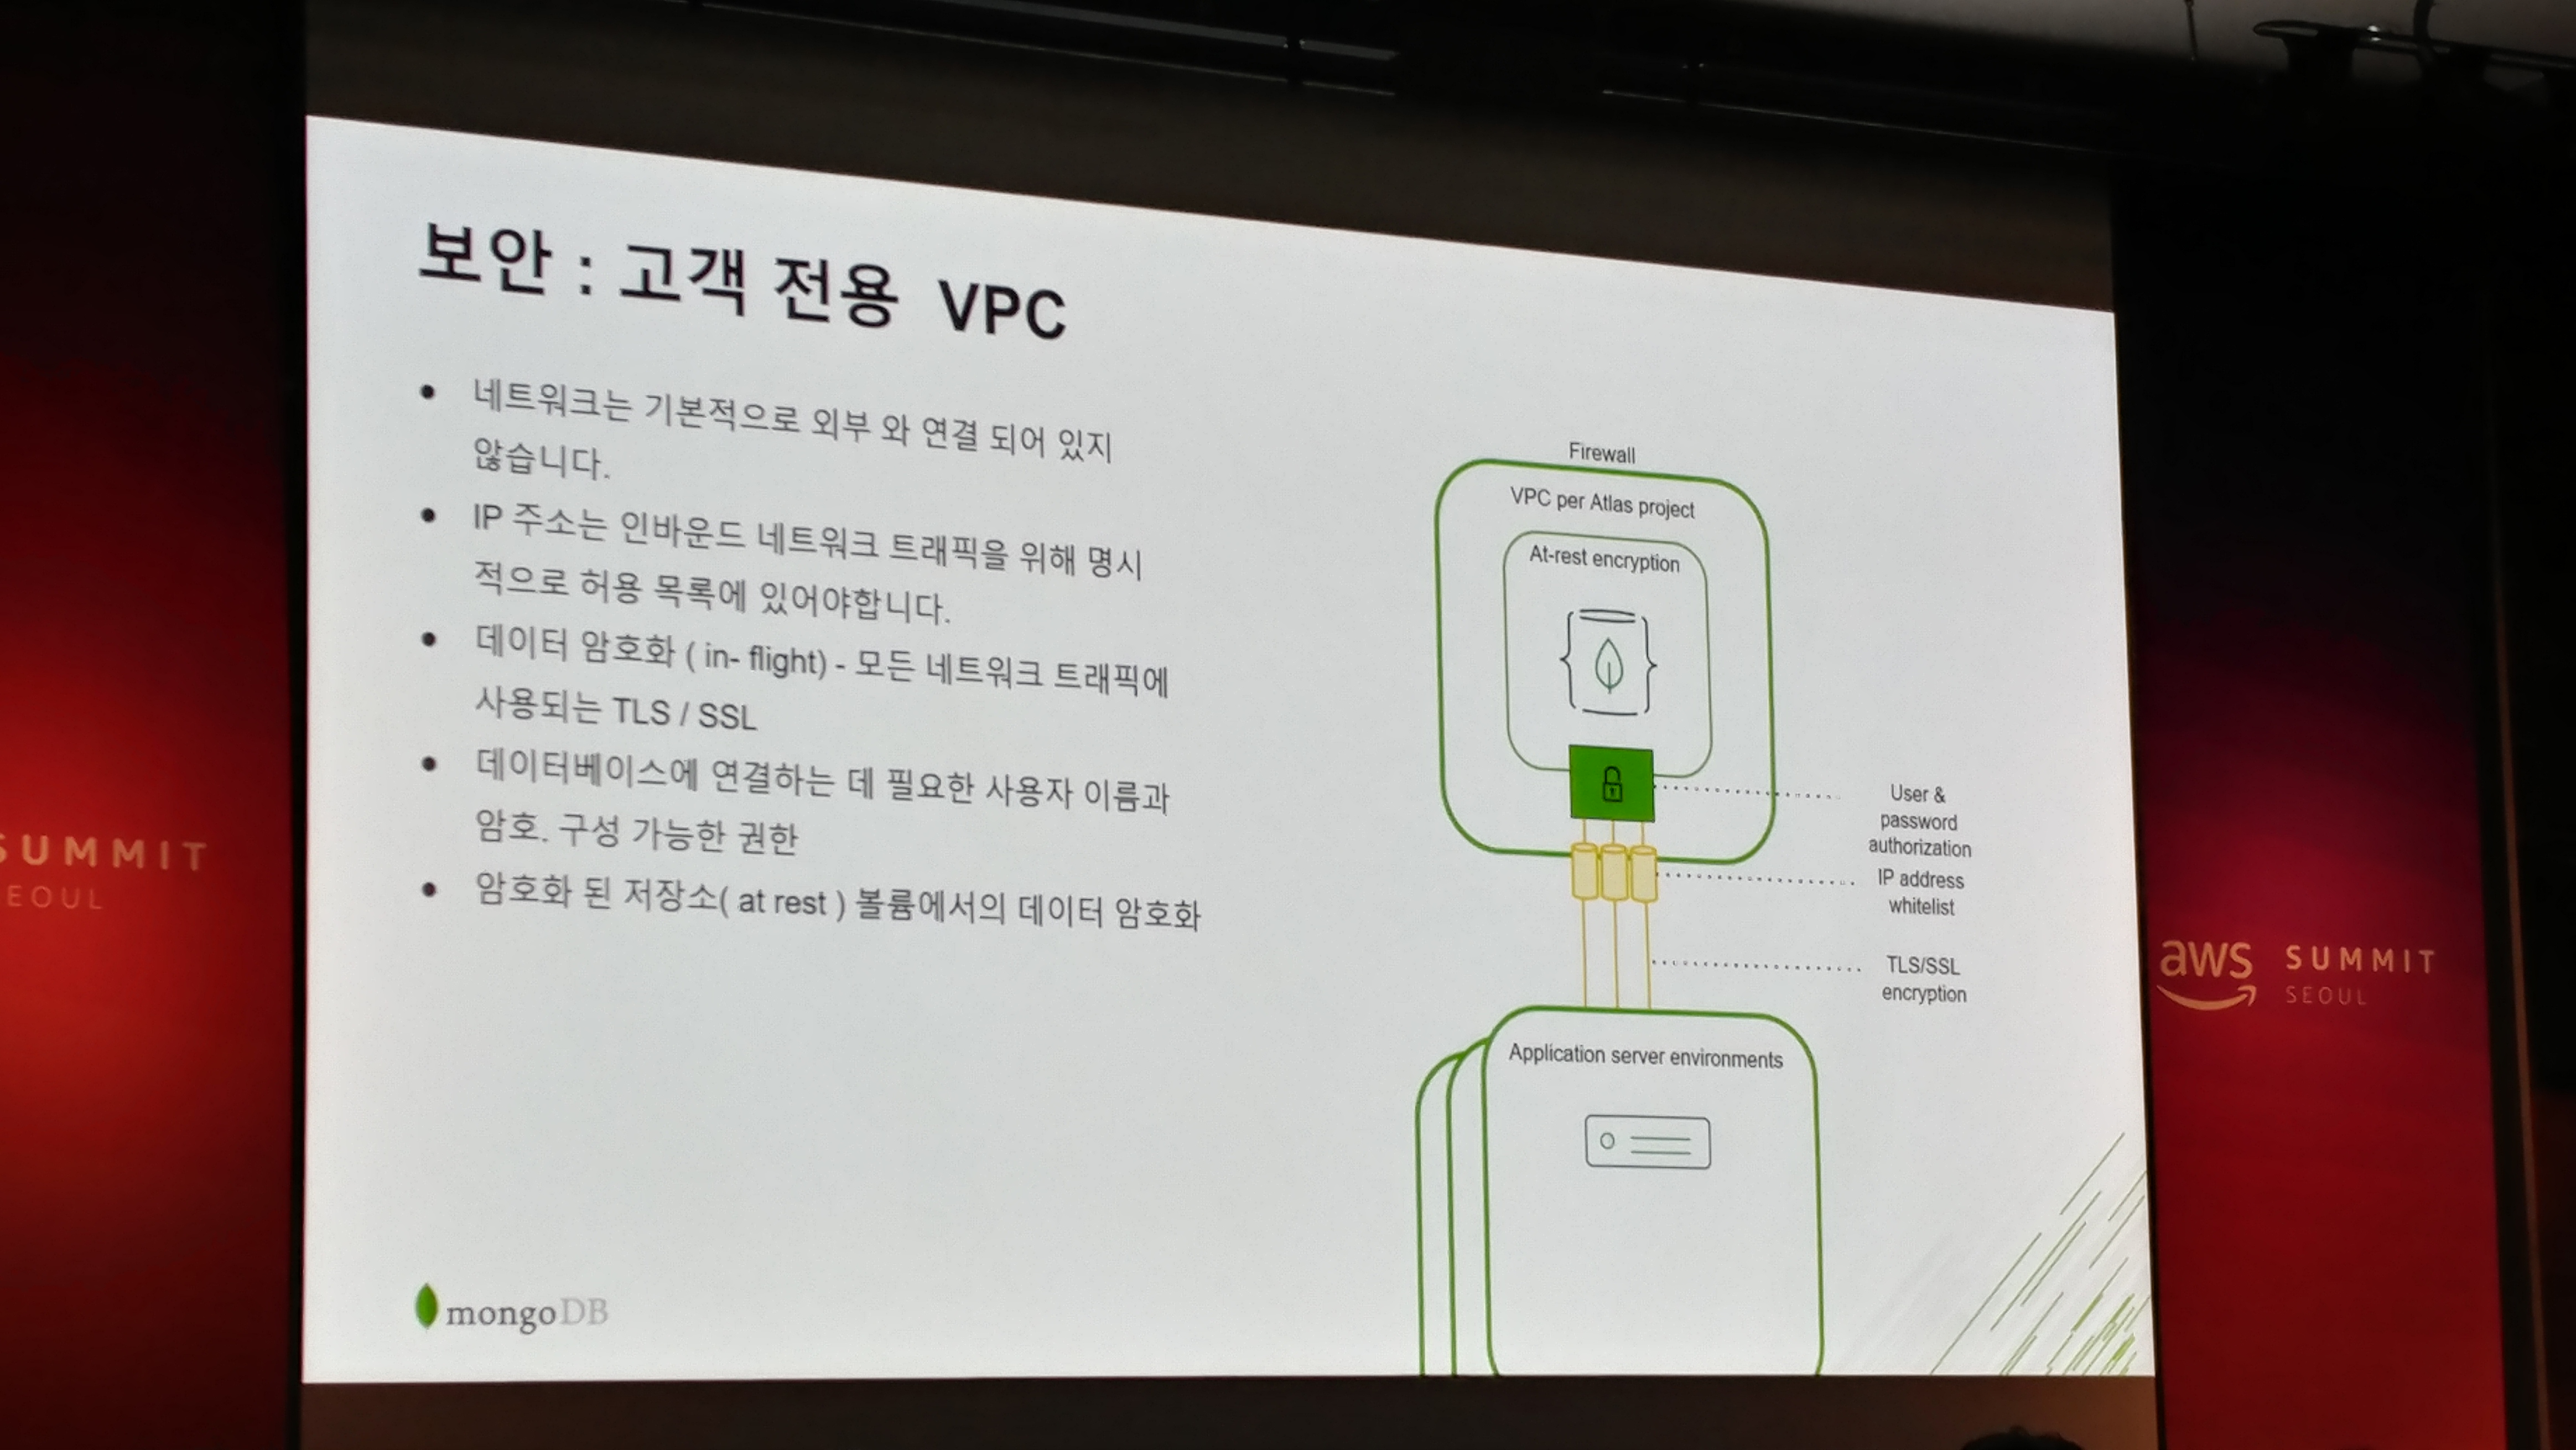 보안 : 고객 전용 VPC
네트워크는 기본적으로 외부 와 연결 되어 있지
않습니다.
IP 주소는 인바운드 네트워크 트래픽을 위해 명시
적으로 허용 목록에 있어야합니다.
데이터 암호화 ( in- flight) - 모든 네트워크 트래픽에
사용되는 TLS / SSL
데이터베이스에 연결하는 데 필요한 사용자 이름과
암호. 구성 가능한 권한
암호화 된 저장소( at rest ) 볼륨에서의 데이터 암호화
Firewall
VPC per Atlas project
At-rest encryption
User &
password
authorization
IP address
whitelist
TLS/SSL
encryption
Application server environments
mongoDB
SUMMIT
EOUL
aws SUMMIT
SEOUL